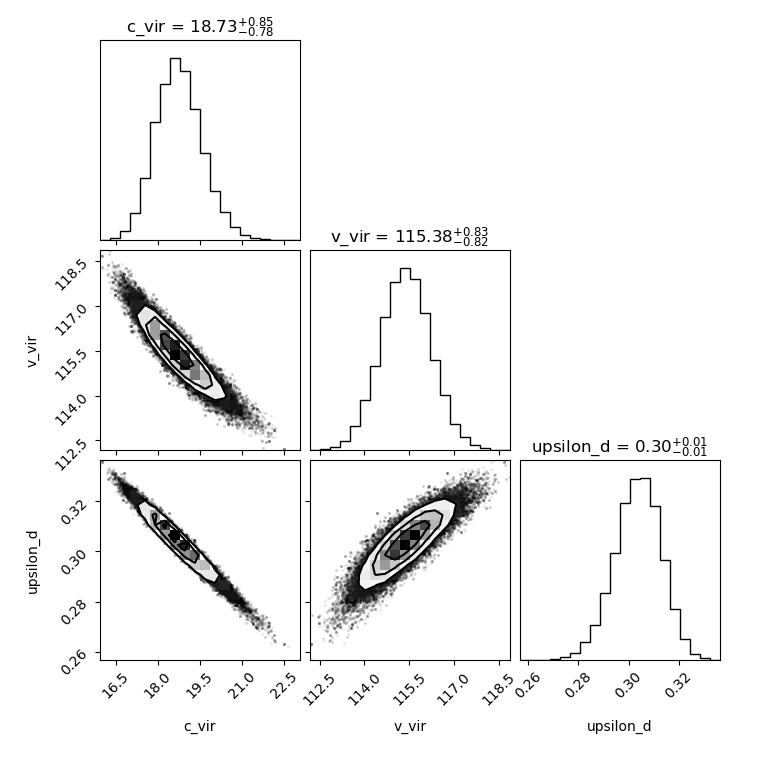 c_vir = 18.73+0.85−0.78
v_vir = 115.38+0.83−0.82
118.5
117.0
115.5
114.0
112.5
v_vir
upsilon_d = 0.30+0.01−0.01
0.32
0.30
0.28
0.26
upsilon_d
16.5 18.0 19.5 21.0 22.5 112.5 114.0 115.5 117.0 118.5 0.26 0.28 0.30 0.32
c_vir v_vir upsilon_d